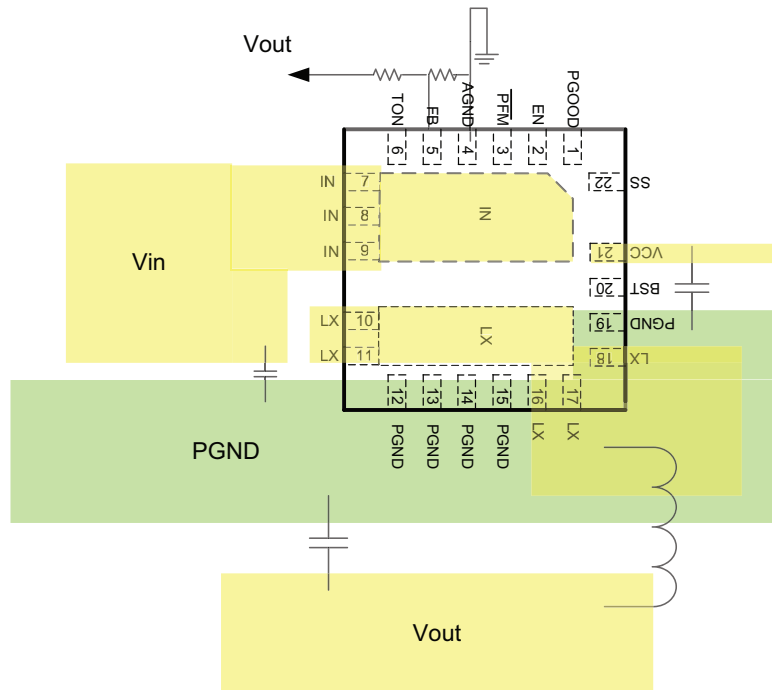 Vout
TON
FB
AGND
PFM
EN
PGOOD
6
5
4
3
2
1
IN 7
IN 8
IN 9
IN
22 SS
21 VCC
20 BST
19 PGND
18 LX
Vin
LX 10
LX 11
LX
12
13
14
15
16
17
PGND
PGND
PGND
PGND
LX
LX
PGND
Vout